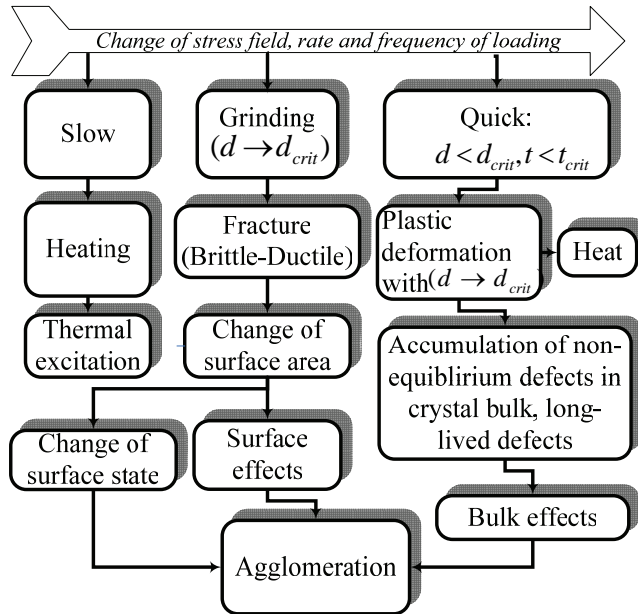 Change of stress field, rate and frequency of loading
Slow
Grinding
(d → d_crit)
Quick:
d < d_crit, t < t_crit
Heating
Fracture
(Brittle-Ductile)
Plastic
deformation
with(d → d_crit)
Heat
Thermal
excitation
Change of
surface area
Accumulation of non-
equiblirium defects in
crystal bulk, long-
lived defects
Change of
surface state
Surface
effects
Bulk effects
Agglomeration